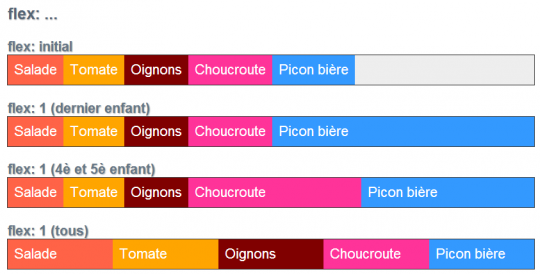 flex: ...
flex: initial
Salade Tomate Oignons Choucroute Picon bière
flex: 1 (dernier enfant)
Salade Tomate Oignons Choucroute Picon bière
flex: 1 (4è et 5è enfant)
Salade Tomate Oignons Choucroute Picon bière
flex: 1 (tous)
Salade Tomate Oignons Choucroute Picon bière